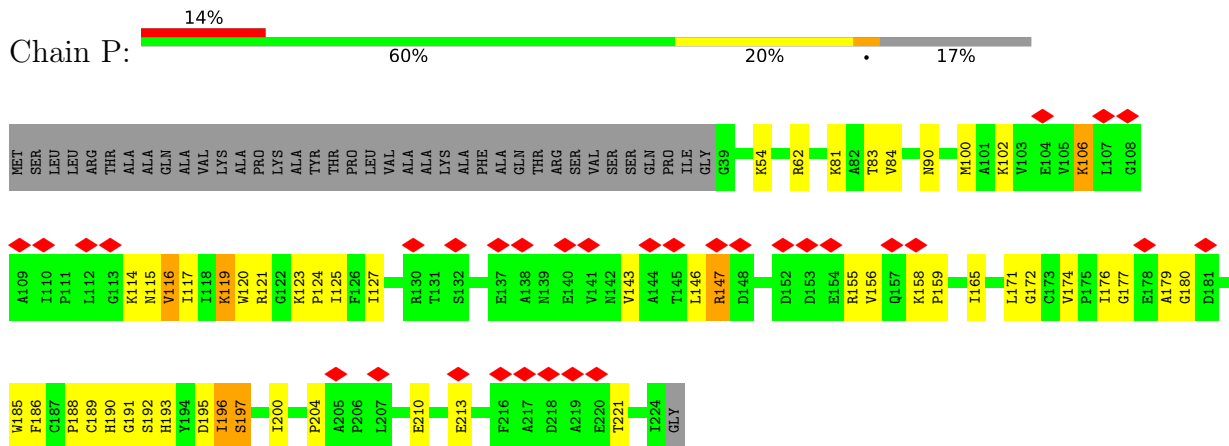 14%
Chain P:
60% 20% • 17%
MET SER LEU LEU ARG THR ALA ALA GLN ALA VAL LYS ALA PRO LYS ALA TYR THR PRO LEU VAL ALA ALA LYS ALA PHE ALA GLN THR ARG SER VAL SER SER GLN PRO ILE GLY G39 K54 R62 K81 A82 T83 V84 N90 M100 A101 K102 V103 E104 V105 K106 L107 G108
A109 I110 P111 L112 G113 K114 N115 V116 I117 I118 K119 W120 R121 G122 K123 P124 I125 F126 I127 R130 T131 S132 E137 A138 N139 E140 V141 N142 V143 A144 T145 L146 R147 D148 D152 D153 E154 R155 V156 Q157 K158 P159 I165 L171 G172 C173 V174 P175 I176 G177 E178 A179 G180 D181
W185 F186 C187 P188 C189 H190 G191 S192 H193 Y194 D195 I196 S197 I200 P204 A205 P206 L207 E210 E213 F216 A217 D218 A219 E220 T221 I224 GLY